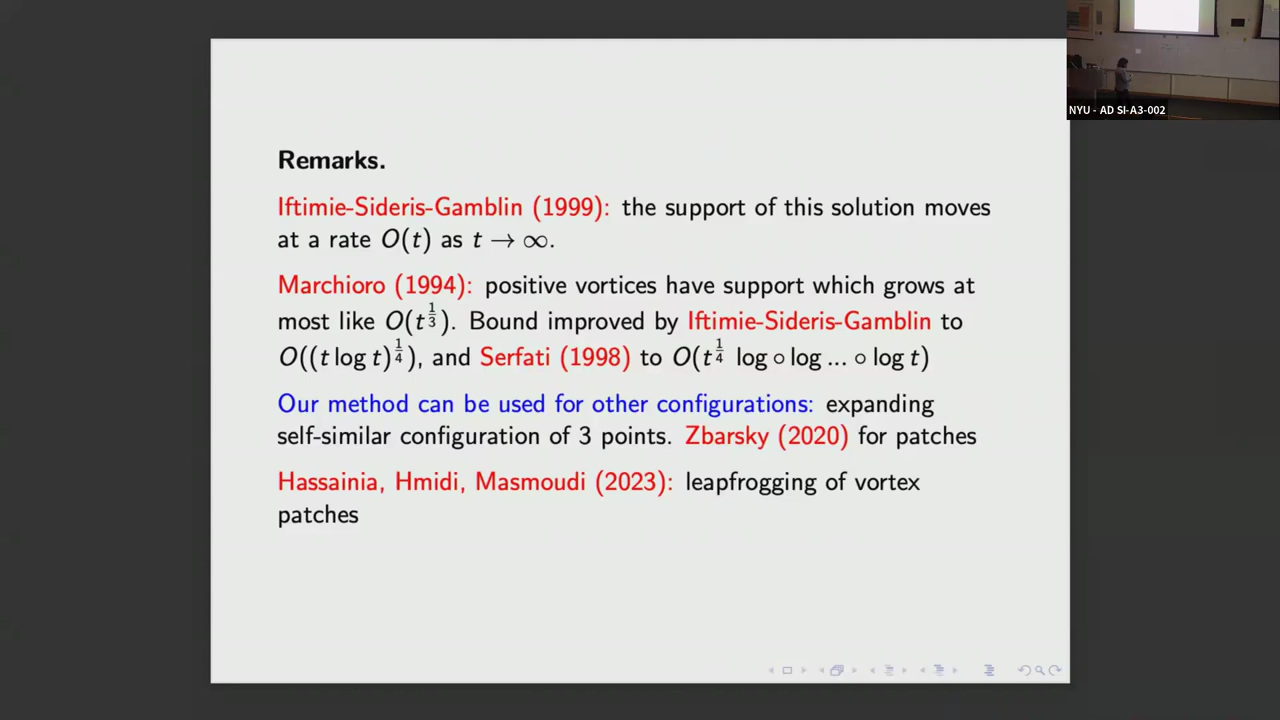 NYU - AD SI-A3-002
Remarks.
Iftimie-Sideris-Gamblin (1999): the support of this solution moves
at a rate O(t) as t → ∞.
Marchioro (1994): positive vortices have support which grows at
most like O(t^{1/3}). Bound improved by Iftimie-Sideris-Gamblin to
O((t log t)^{1/4}), and Serfati (1998) to O(t^{1/4} log ∘ log ... ∘ log t)
Our method can be used for other configurations: expanding
self-similar configuration of 3 points. Zbarsky (2020) for patches
Hassainia, Hmidi, Masmoudi (2023): leapfrogging of vortex
patches